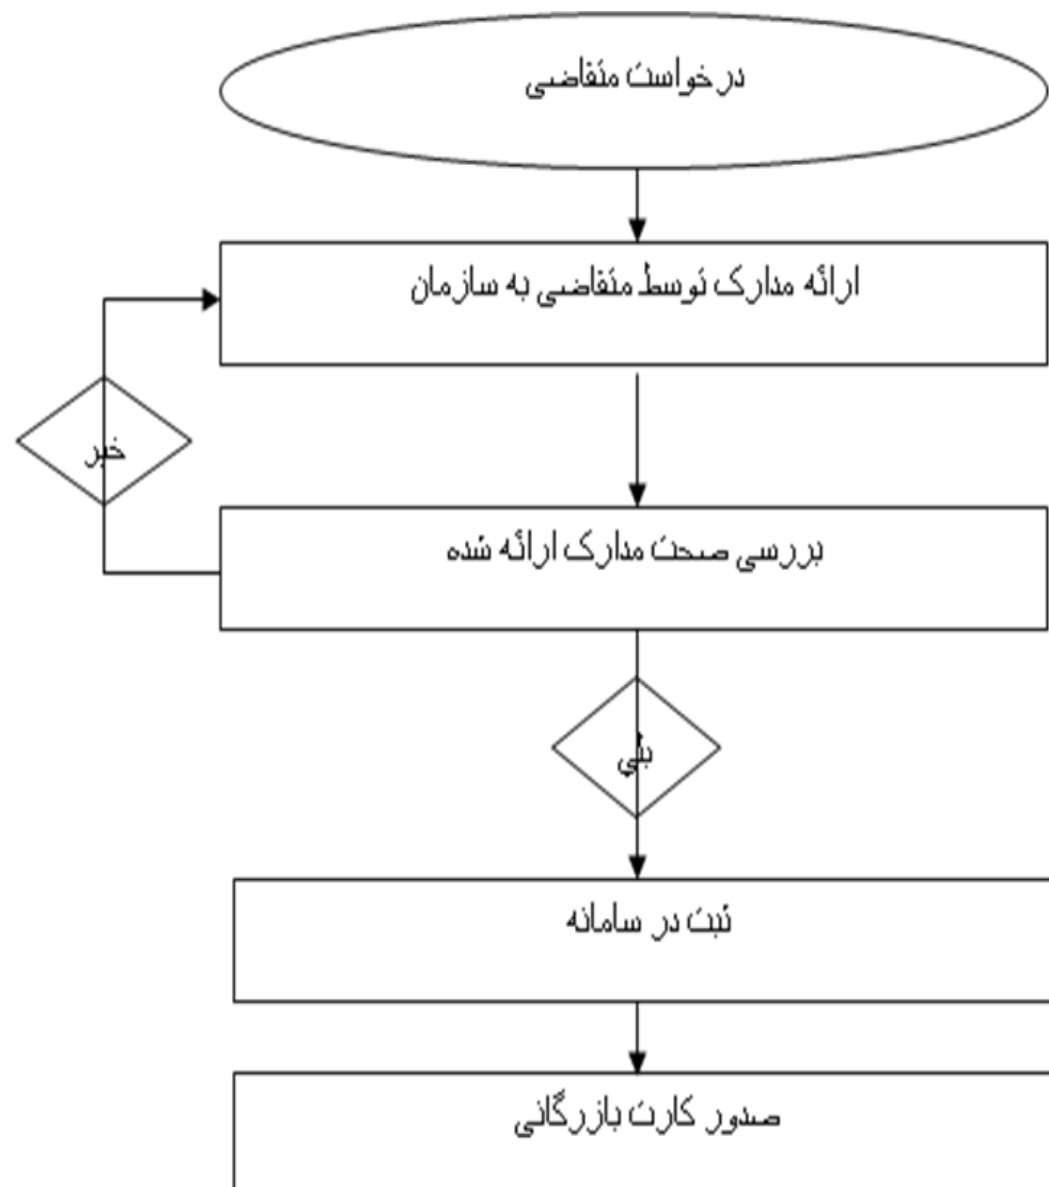 درخواست متقاضی
ارائه مدارک توسط متقاضی به سازمان
خیر
بررسی صحت مدارک ارائه شده
بلي
ثبت در سامانه
صدور کارت بازرگانی